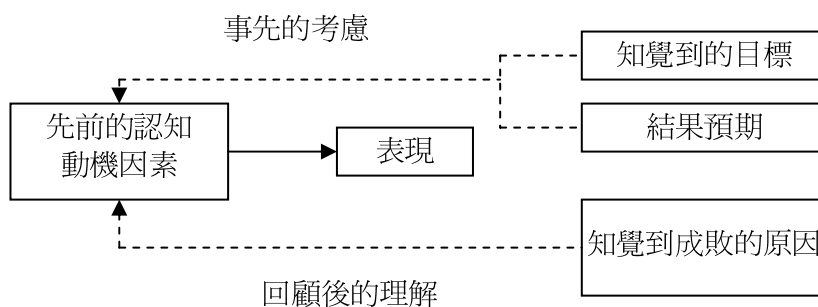 事先的考慮
知覺到的目標
結果預期
先前的認知
動機因素
表現
知覺到成敗的原因
回顧後的理解